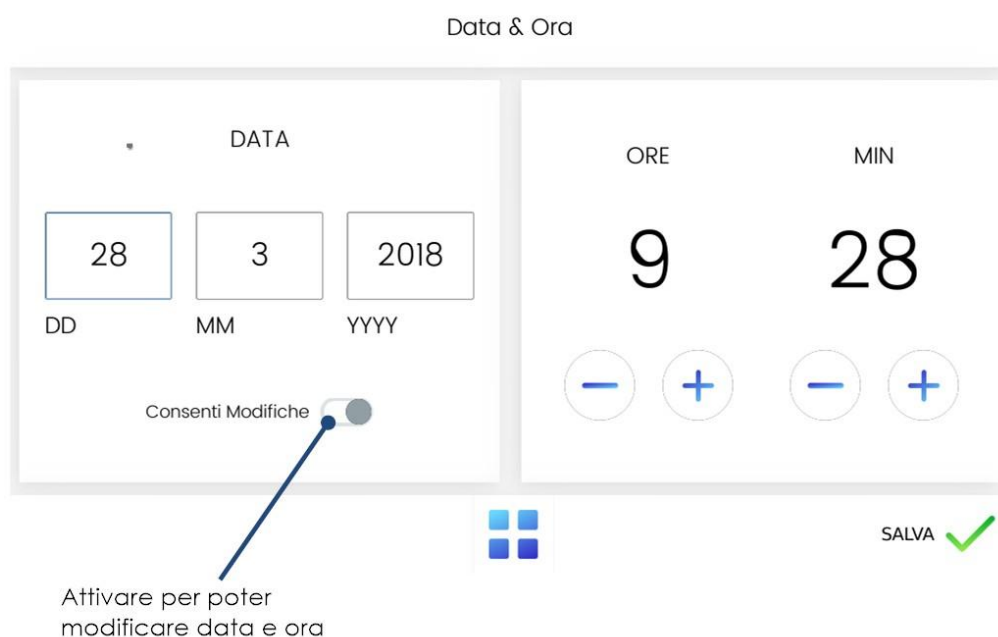 Data & Ora
DATA
28 3 2018
DD MM YYYY
Consenti Modifiche
ORE MIN
9 28
SALVA
Attivare per poter
modificare data e ora